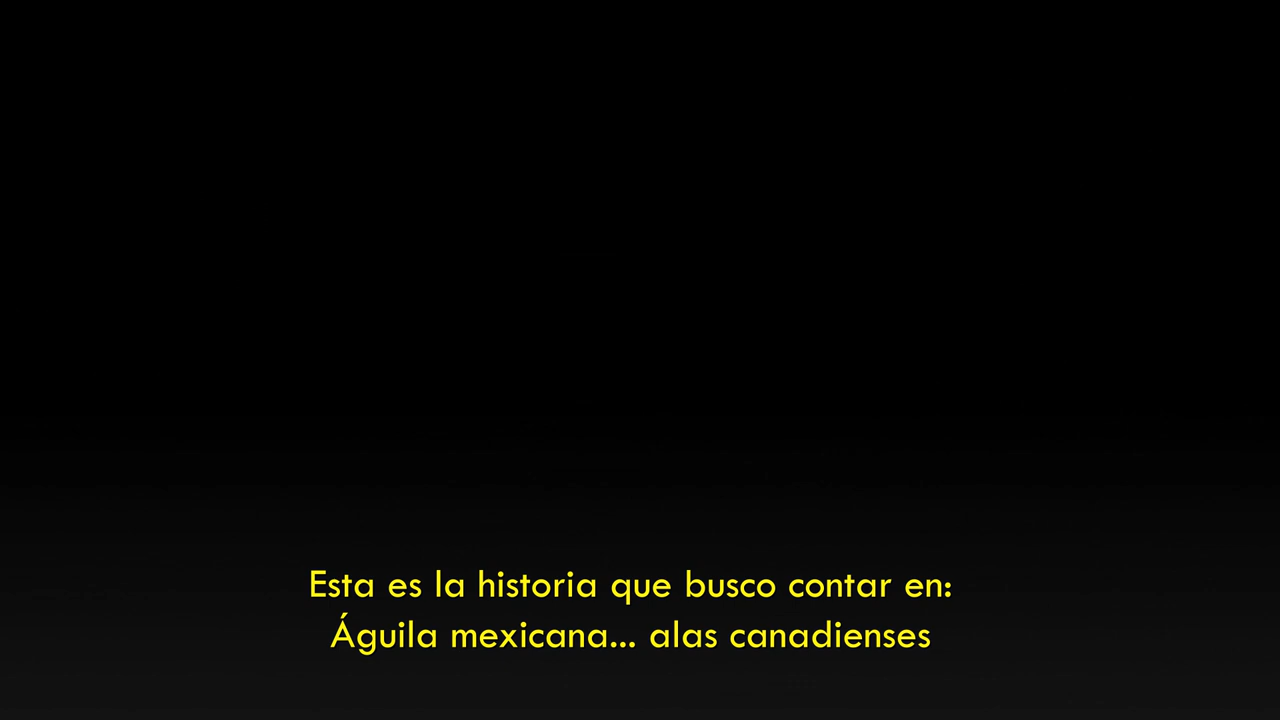 Esta es la historia que busco contar en:
Águila mexicana... alas canadienses